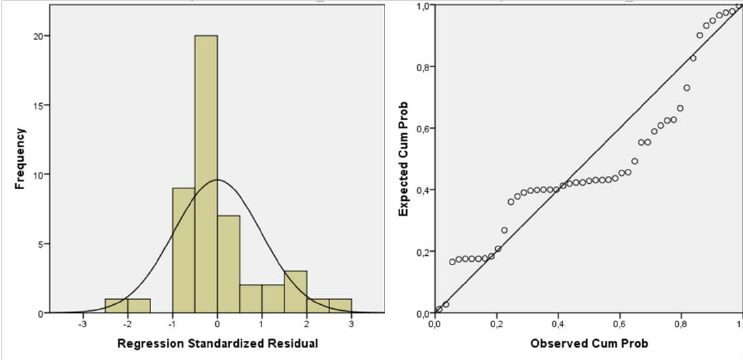 20
15
10
5
0
Frequency
-3 -2 -1 0 1 2 3
Regression Standardized Residual
1,0
0,8
0,6
0,4
0,2
0,0
Expected Cum Prob
0,0 0,2 0,4 0,6 0,8 1
Observed Cum Prob